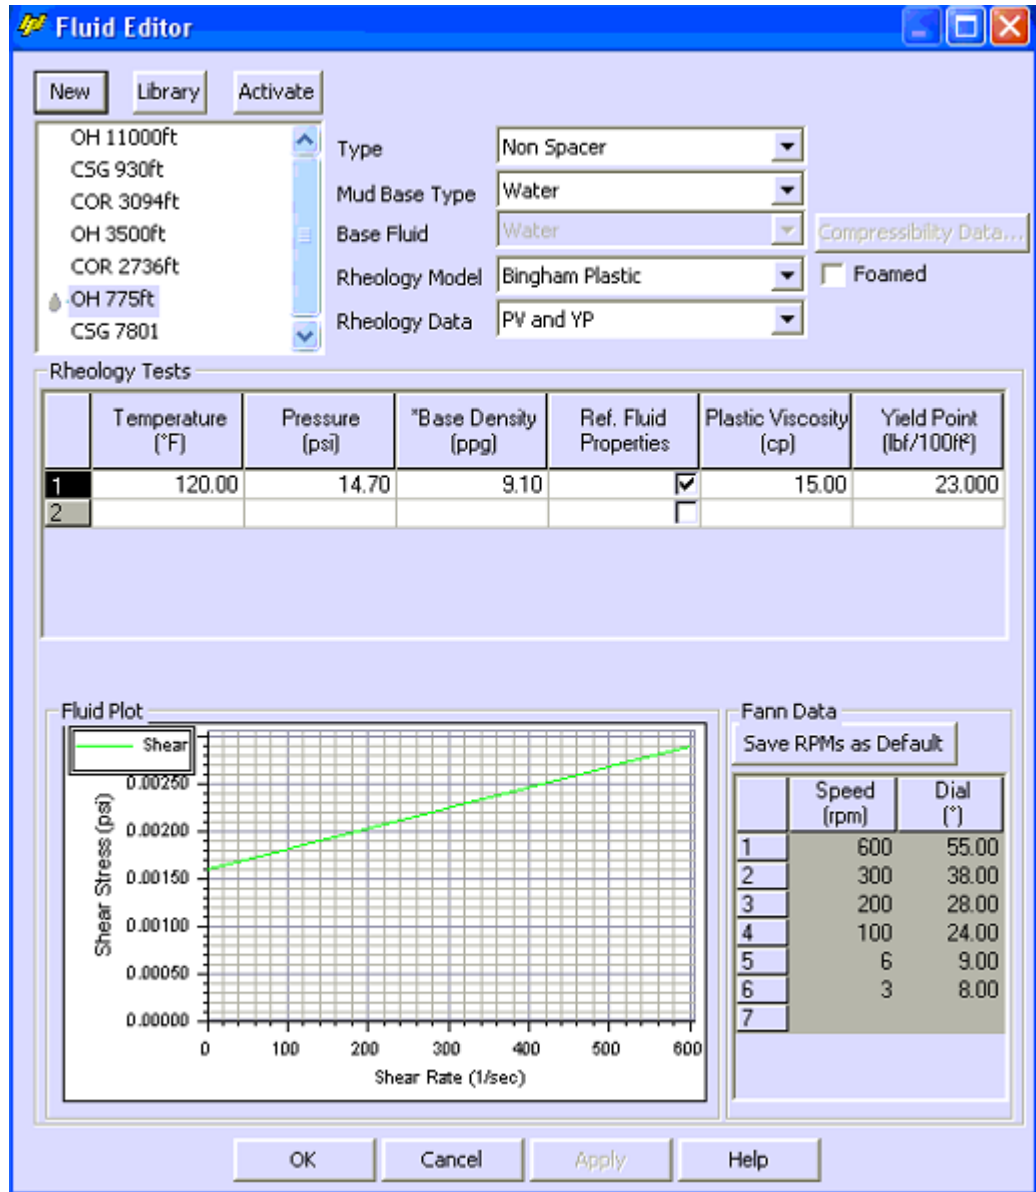 Fluid Editor
New Library Activate
OH 11000ft
CSG 930ft
COR 3094ft
OH 3500ft
COR 2736ft
OH 775ft
CSG 7801
Type Non Spacer
Mud Base Type Water
Base Fluid Water Compressibility Data...
Rheology Model Bingham Plastic Foamed
Rheology Data PV and YP
Rheology Tests
Temperature (°F) Pressure (psi) *Base Density (ppg) Ref. Fluid Properties Plastic Viscosity (cp) Yield Point (lbf/100ft²)
1 120.00 14.70 9.10 15.00 23.000
2
Fluid Plot
Shear
0.00250
0.00200
0.00150
0.00100
0.00050
0.00000
Shear Stress (psi)
0 100 200 300 400 500 600
Shear Rate (1/sec)
Fann Data
Save RPMs as Default
Speed (rpm) Dial (°)
1 600 55.00
2 300 38.00
3 200 28.00
4 100 24.00
5 6 9.00
6 3 8.00
7
OK Cancel Apply Help